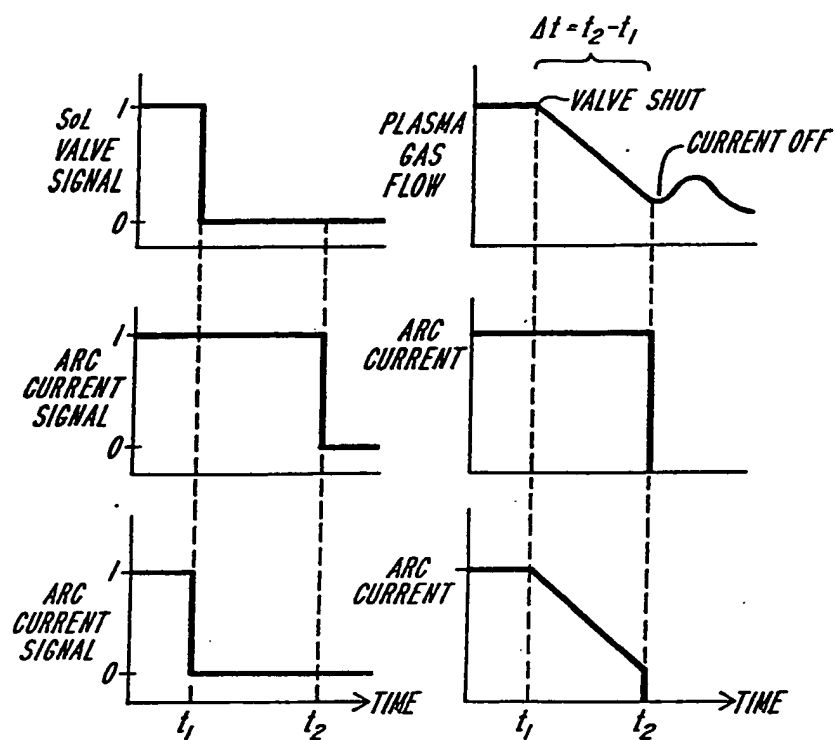 Δt = t₂-t₁
1
SOL
VALVE
SIGNAL
0
PLASMA
GAS
FLOW
VALVE SHUT
CURRENT OFF
1
ARC
CURRENT
SIGNAL
0
ARC
CURRENT
1
ARC
CURRENT
SIGNAL
0
t₁
t₂
TIME
ARC
CURRENT
t₁
t₂
TIME